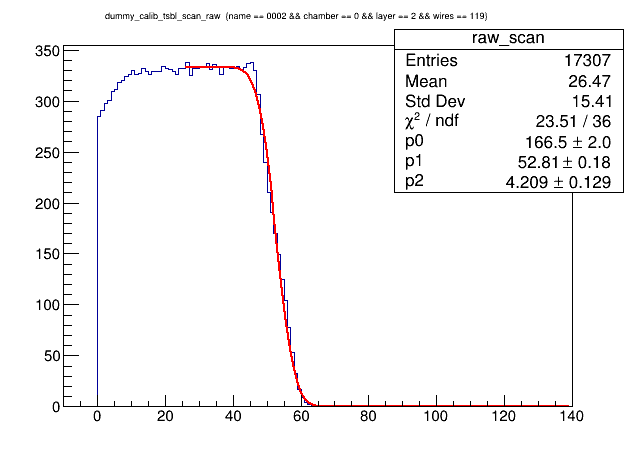 dummy_calib_tsbl_scan_raw (name == 0002 && chamber == 0 && layer == 2 && wires == 119)
raw_scan
Entries 17307
Mean 26.47
Std Dev 15.41
χ² / ndf 23.51 / 36
p0 166.5 ± 2.0
p1 52.81 ± 0.18
p2 4.209 ± 0.129
350
300
250
200
150
100
50
0
0 20 40 60 80 100 120 140